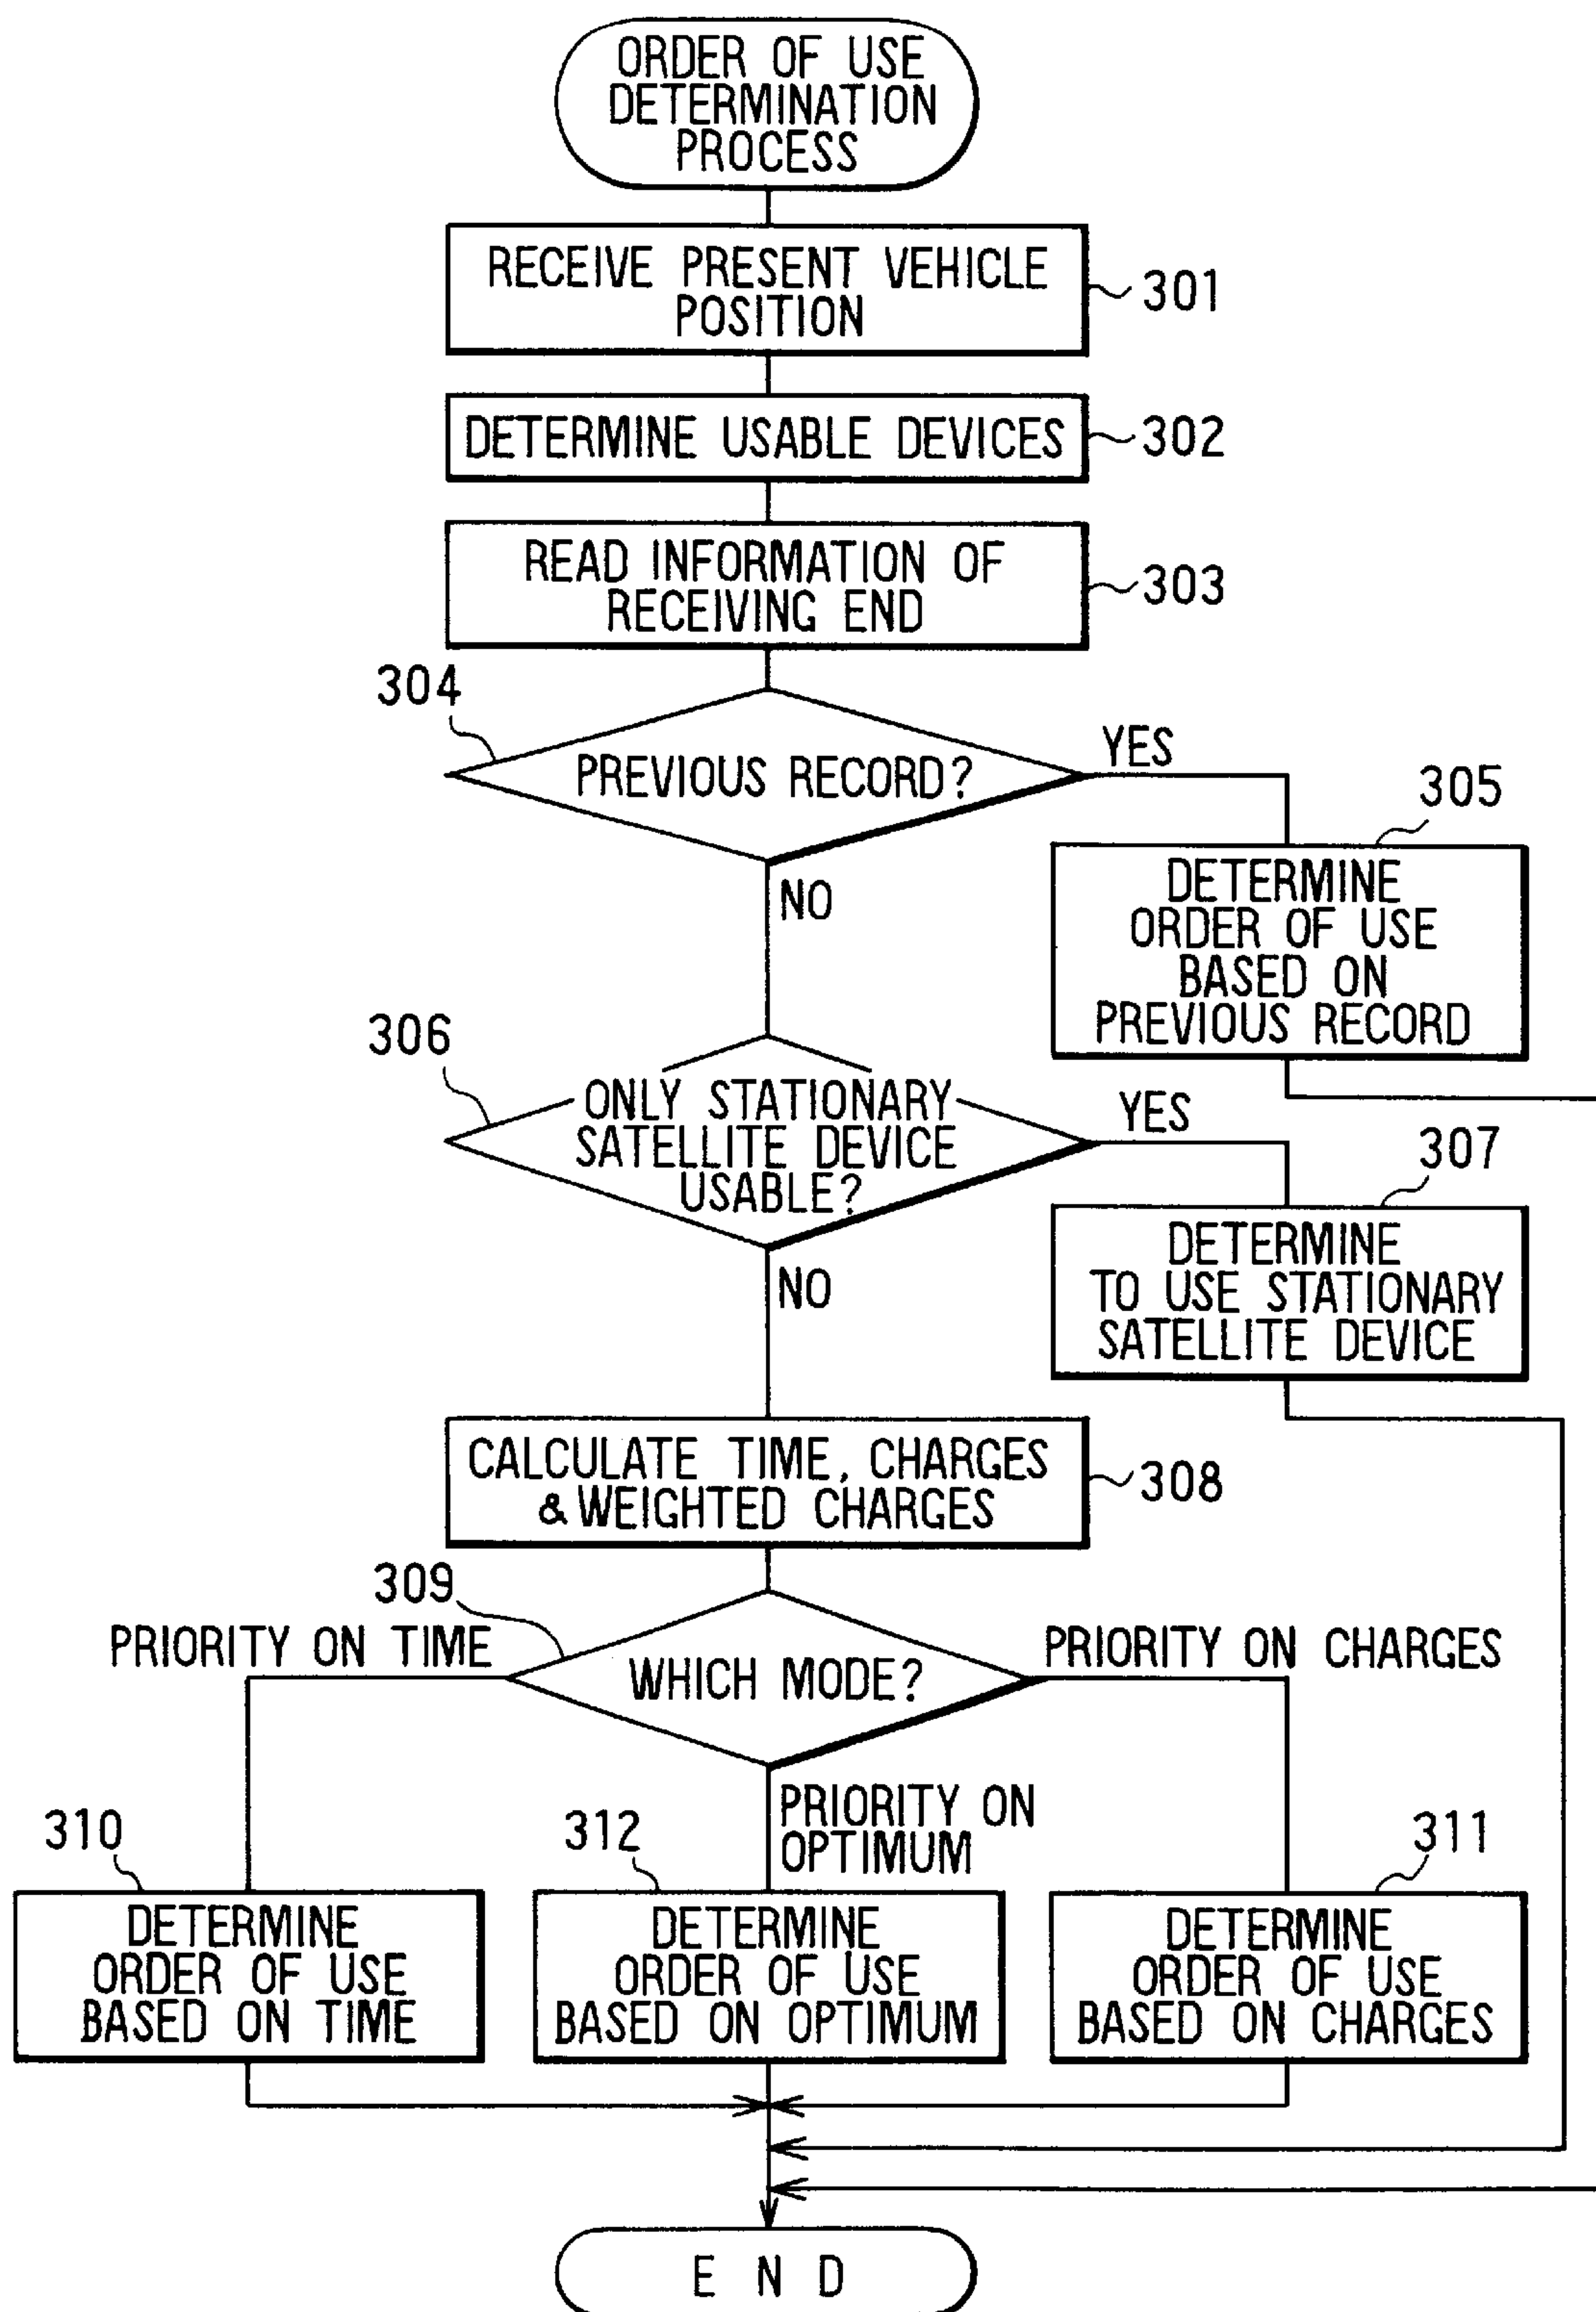 ORDER OF USE
DETERMINATION
PROCESS
RECEIVE PRESENT VEHICLE
POSITION
301
DETERMINE USABLE DEVICES
302
READ INFORMATION OF
RECEIVING END
303
304
PREVIOUS RECORD?
YES
NO
305
DETERMINE
ORDER OF USE
BASED ON
PREVIOUS RECORD
306
ONLY STATIONARY
SATELLITE DEVICE
USABLE?
YES
NO
307
DETERMINE
TO USE STATIONARY
SATELLITE DEVICE
CALCULATE TIME, CHARGES
& WEIGHTED CHARGES
308
309
WHICH MODE?
PRIORITY ON TIME
PRIORITY ON CHARGES
PRIORITY ON
OPTIMUM
310
DETERMINE
ORDER OF USE
BASED ON TIME
312
DETERMINE
ORDER OF USE
BASED ON OPTIMUM
311
DETERMINE
ORDER OF USE
BASED ON CHARGES
END